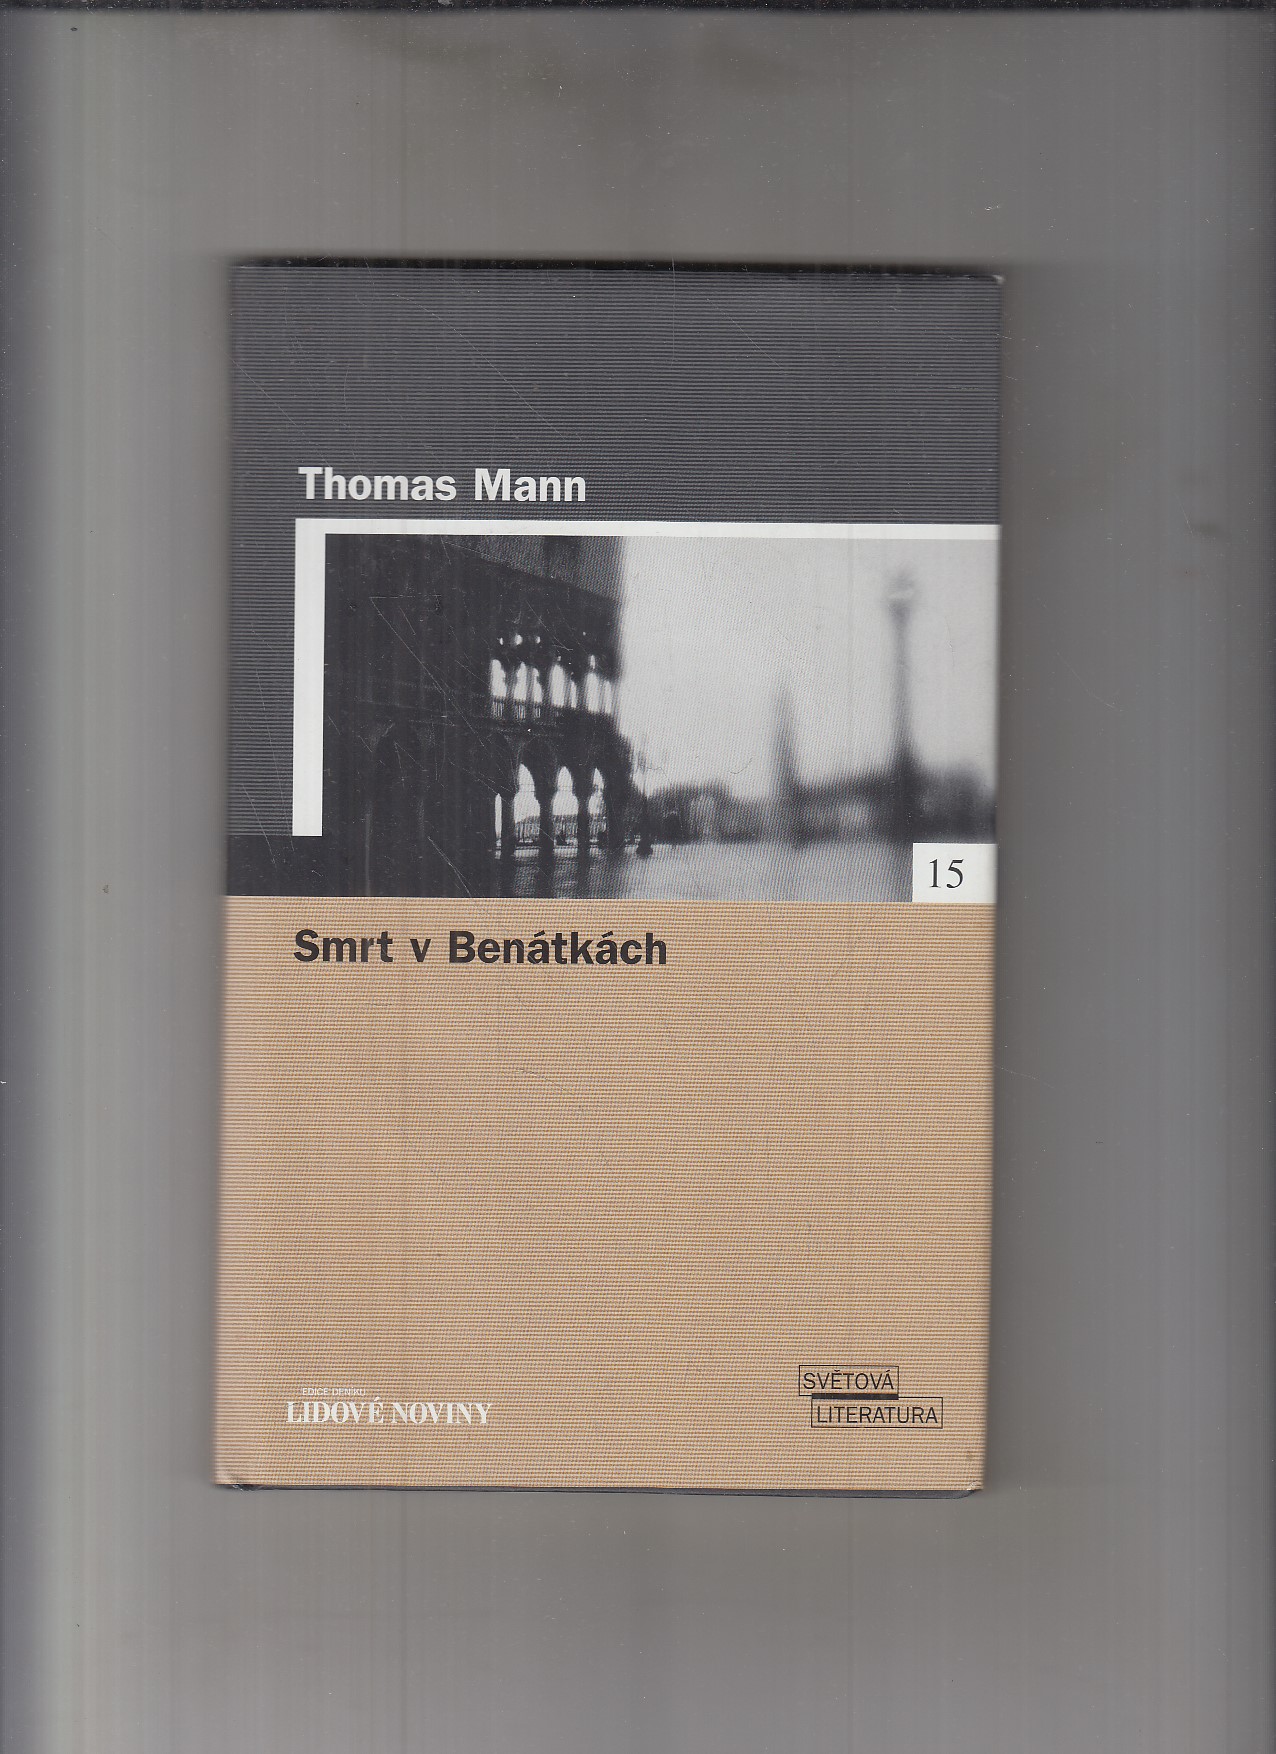 Thomas Mann
15
Smrt v Benátkách
EDICE DENÍKU
LIDOVÉ NOVINY
SVĚTOVÁ
LITERATURA